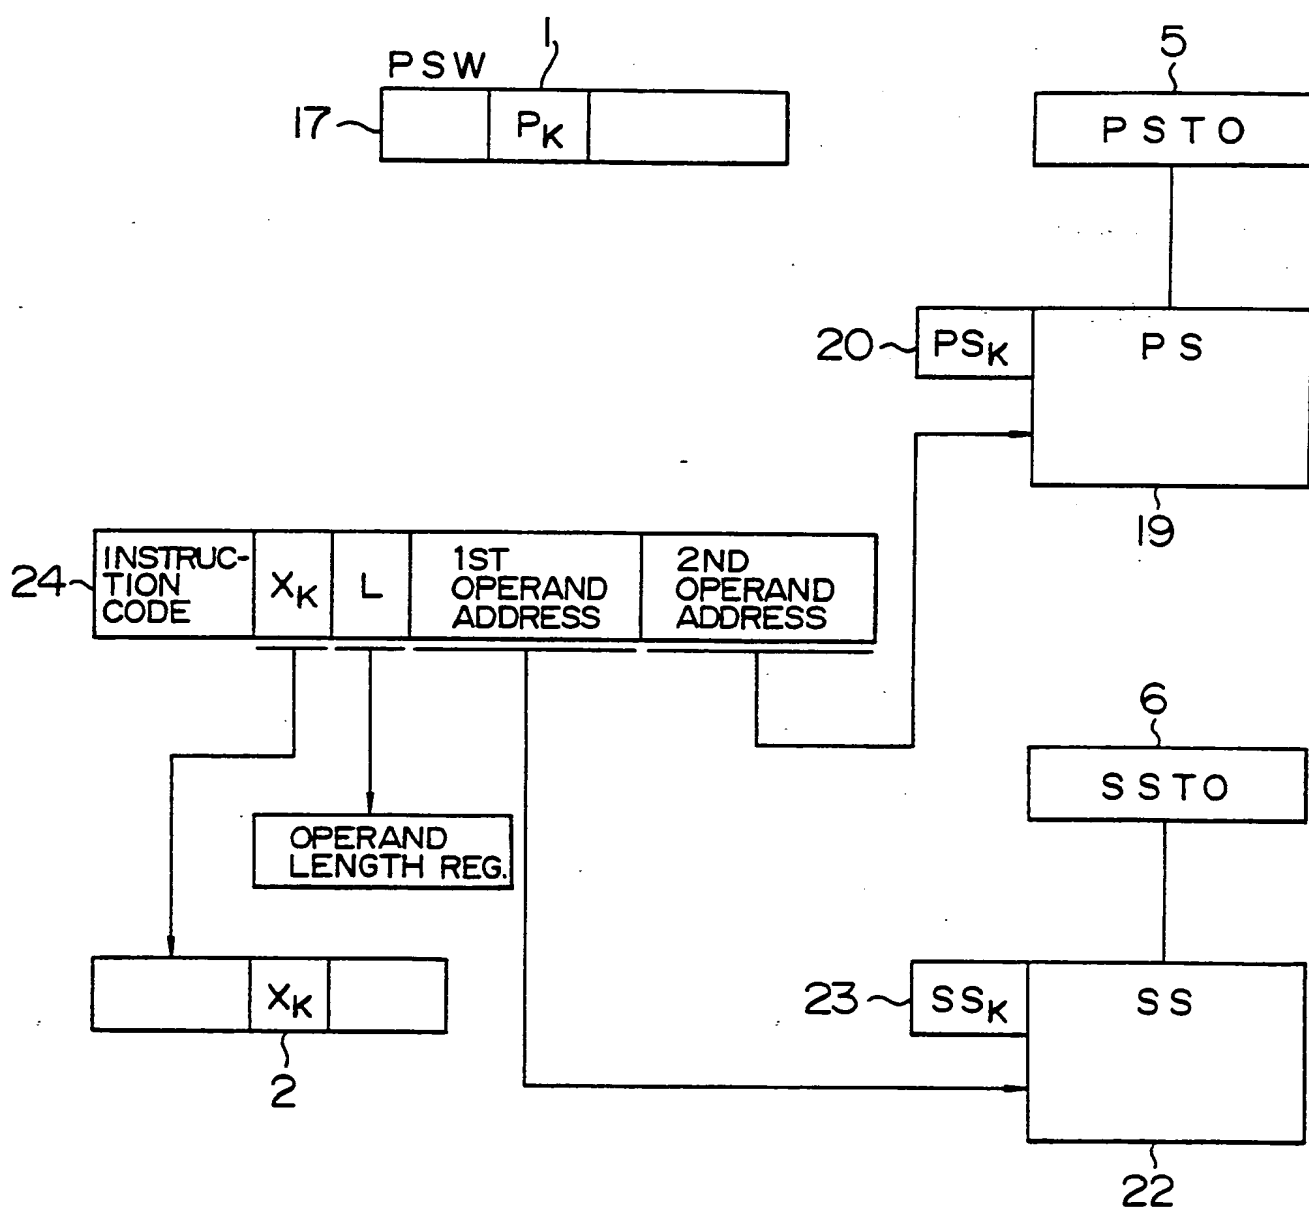 1
PSW
17
PK
5
PSTO
20
PSK
PS
19
24
INSTRUC-
TION
CODE
XK
L
1ST
OPERAND
ADDRESS
2ND
OPERAND
ADDRESS
6
SSTO
OPERAND
LENGTH REG.
XK
2
23
SSK
SS
22